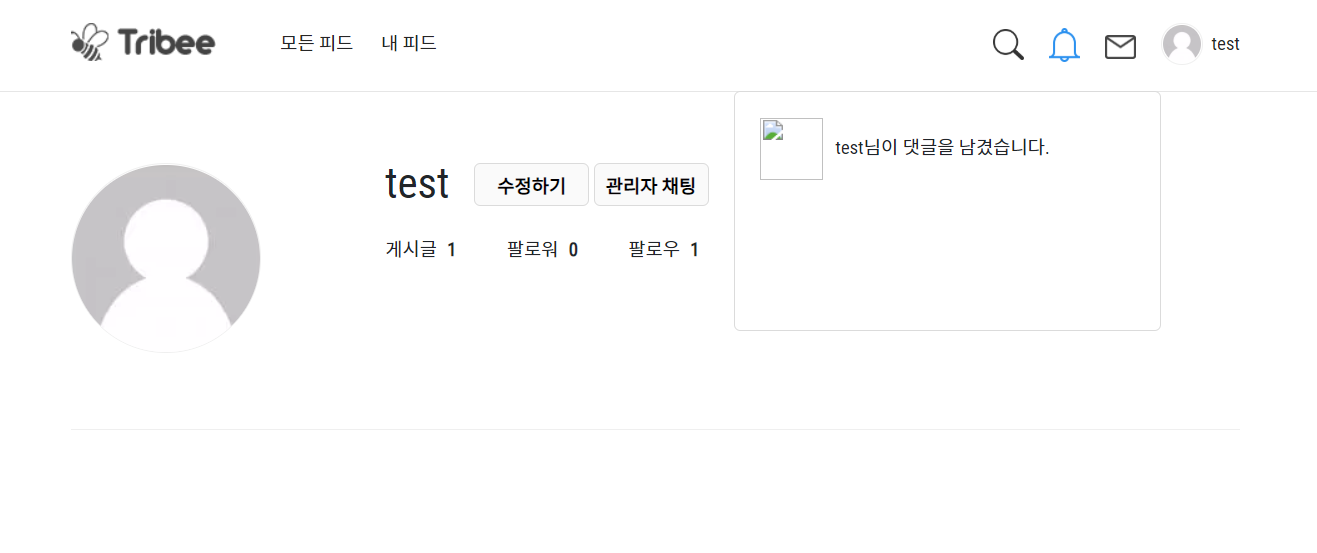 Tribee 모든 피드 내 피드 test
test님이 댓글을 남겼습니다.
test 수정하기 관리자 채팅
게시글 1 팔로워 0 팔로우 1